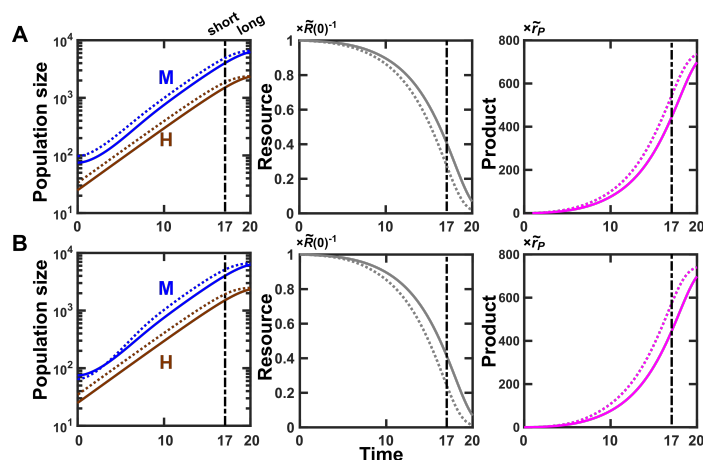 short long
A
×R̃(0)⁻¹
×r̃_P
Population size
10⁴
10³
10²
10¹
M
H
0 10 17 20
Resource
1
0.8
0.6
0.4
0.2
0
0 10 17 20
Product
800
600
400
200
0
0 10 17 20
B
×R̃(0)⁻¹
×r̃_P
Population size
10⁴
10³
10²
10¹
M
H
0 10 17 20
Resource
1
0.8
0.6
0.4
0.2
0
0 10 17 20
Product
800
600
400
200
0
0 10 17 20
Time